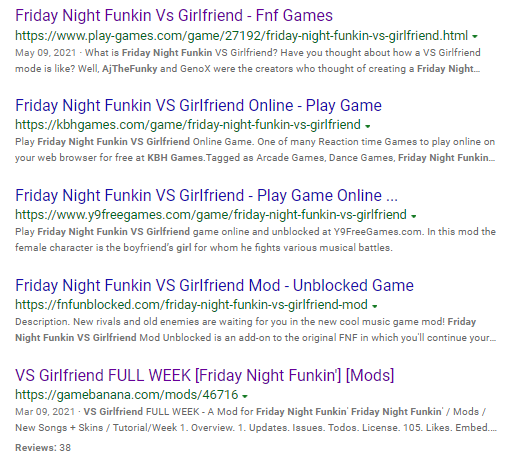 Friday Night Funkin VS Girlfriend - Fnf Games
https://www.play-games.com/game/27192/friday-night-funkin-vs-girlfriend.html
May 09, 2021 · What is Friday Night Funkin VS Girlfriend? Have you thought about how a VS Girlfriend
mode is like? Well, AjTheFunky and GenoX were the creators who thought of creating a Friday Night...
Friday Night Funkin VS Girlfriend Online - Play Game
https://kbhgames.com/game/friday-night-funkin-vs-girlfriend
Play Friday Night Funkin VS Girlfriend Online Game. One of many Reaction time Games to play online on
your web browser for free at KBH Games.Tagged as Arcade Games, Dance Games, Friday Night Funkin...
Friday Night Funkin VS Girlfriend - Play Game Online ...
https://www.y9freegames.com/game/friday-night-funkin-vs-girlfriend
Play Friday Night Funkin VS Girlfriend game online and unblocked at Y9FreeGames.com. In this mod the
female character is the boyfriend's girl for whom he fights various musical battles.
Friday Night Funkin VS Girlfriend Mod - Unblocked Game
https://fnfunblocked.com/friday-night-funkin-vs-girlfriend-mod
Description. New rivals and old enemies are waiting for you in the new cool music game mod! Friday
Night Funkin VS Girlfriend Mod Unblocked is an add-on to the original FNF in which you'll continue your...
VS Girlfriend FULL WEEK [Friday Night Funkin'] [Mods]
https://gamebanana.com/mods/46716
Mar 09, 2021 · VS Girlfriend FULL WEEK - A Mod for Friday Night Funkin' Friday Night Funkin' / Mods /
New Songs + Skins / Tutorial/Week 1. Overview. 1. Updates. Issues. Todos. License. 105. Likes. Embed....
Reviews: 38